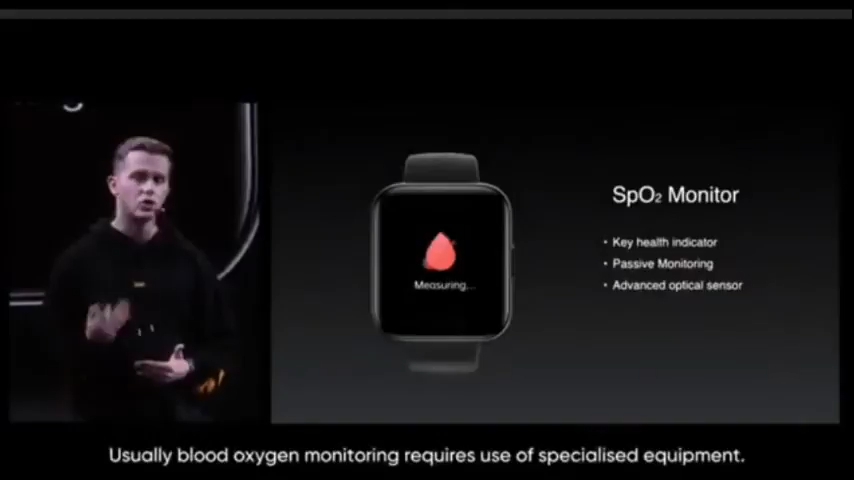 SpO₂ Monitor
• Key health indicator
• Passive Monitoring
• Advanced optical sensor
Measuring...
Usually blood oxygen monitoring requires use of specialised equipment.